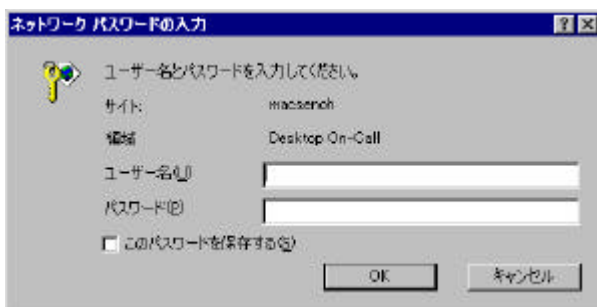 ネットワーク パスワードの入力
ユーザー名とパスワードを入力してください。
サイト: macsenoh
領域 Desktop On-Call
ユーザー名(U)
パスワード(P)
このパスワードを保存する(S)
OK キャンセル